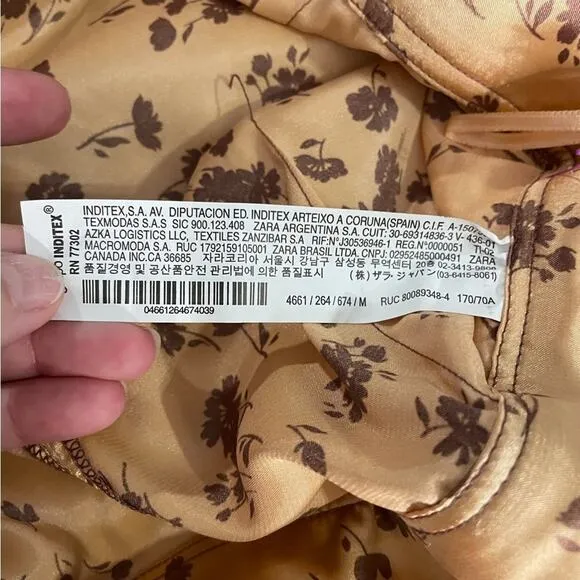 INDITEX ®
RN 77302
INDITEX,S.A. AV. DIPUTACION ED. INDITEX ARTEIXO A CORUNA(SPAIN) C.I.F.
TEXMODAS S.A.S SIC 900.123.408 ZARA ARGENTINA S.A. CUIT: 30-69314836-3 V-436-01
AZKA LOGISTICS LLC, TEXTILES ZANZIBAR S.A. RIF:Nº:J30536946-1 REG.Nº:0000051
MACROMODA S.A. RUC 1792159105001 ZARA BRASIL LTDA. CNPJ: 02952485000491 ZARA
CANADA INC.CA 36685 자라코리아 서울시 강남구 삼성동 무역센터 20층 02-3413-9800
품질경영 및 공산품안전 관리법에 의한 품질표시 (株) ザラ・ジャパン (03-6415-8061)
04661264674039
4661 / 264 / 674 / M
RUC 80089348-4
170/70A